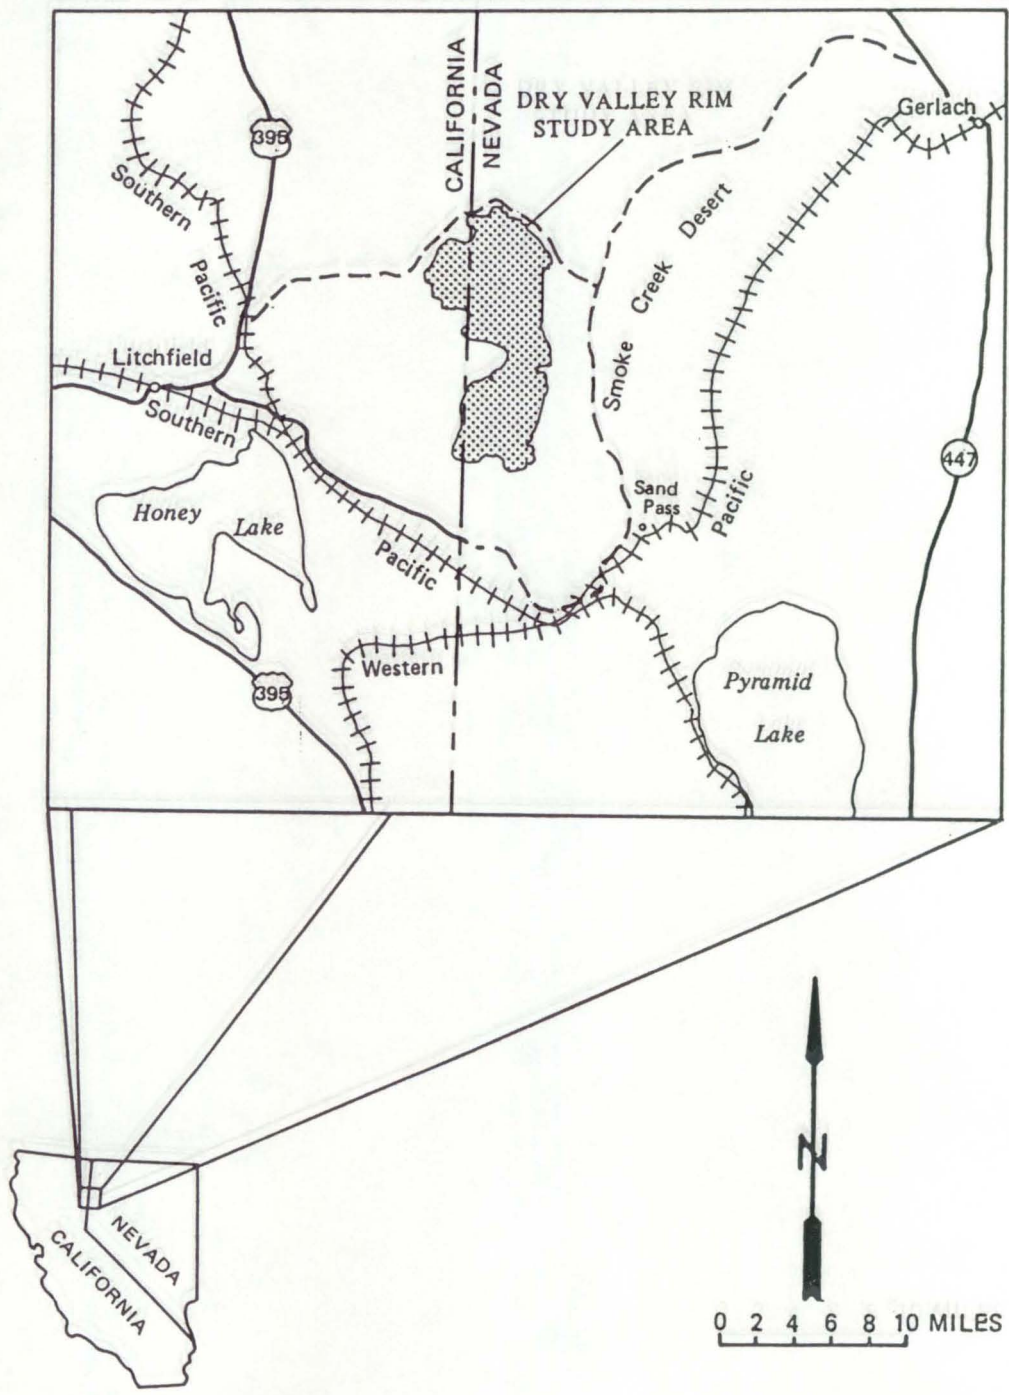 CALIFORNIA
NEVADA
DRY VALLEY RIM
STUDY AREA
Gerlach
395
Southern
Pacific
Smoke Creek Desert
Litchfield
Southern
Honey Lake
Sand
Pass
Pacific
447
Pacific
Western
395
Pyramid
Lake
NEVADA
CALIFORNIA
N
0 2 4 6 8 10 MILES